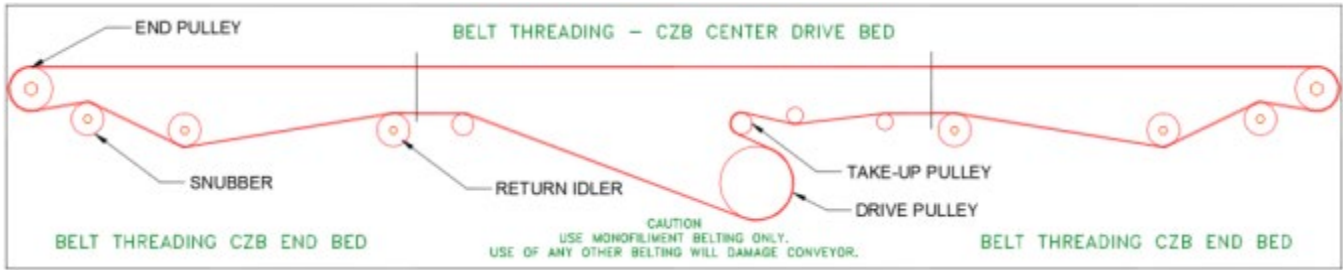 END PULLEY
BELT THREADING - CZB CENTER DRIVE BED
SNUBBER
RETURN IDLER
TAKE-UP PULLEY
DRIVE PULLEY
BELT THREADING CZB END BED
CAUTION
USE MONOFILIMENT BELTING ONLY.
USE OF ANY OTHER BELTING WILL DAMAGE CONVEYOR.
BELT THREADING CZB END BED